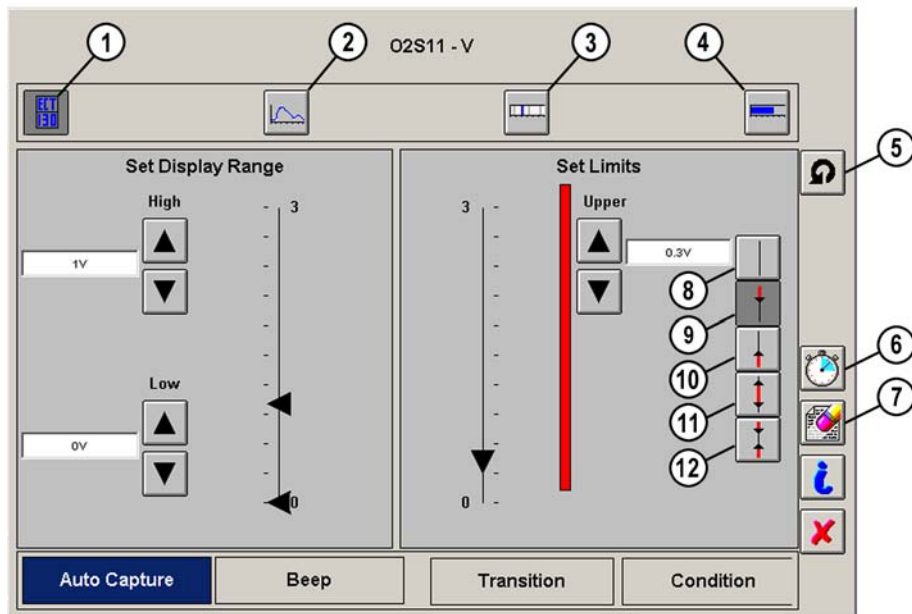 1
2
3
4
O2S11 - V
ECT
130
5
Set Display Range
Set Limits
High
3
3
Upper
1V
0.3V
8
9
6
10
Low
7
11
0V
12
0
0
i
Auto Capture
Beep
Transition
Condition